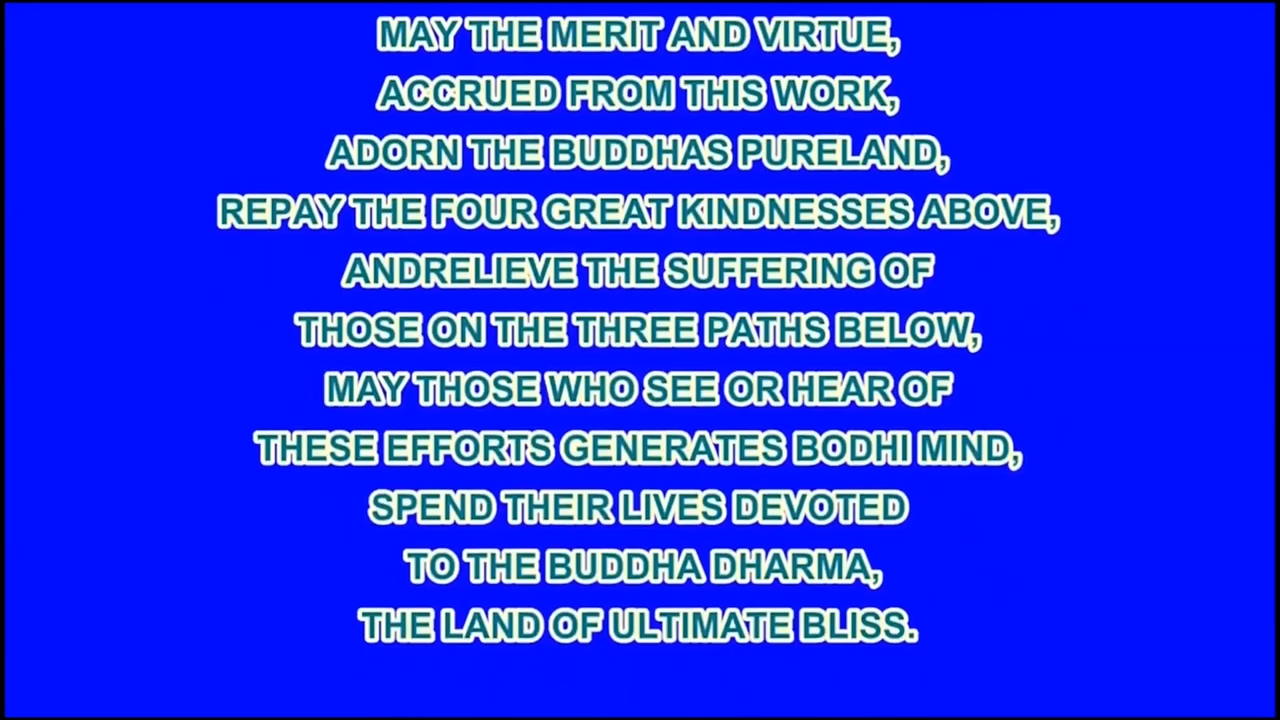 MAY THE MERIT AND VIRTUE,
ACCRUED FROM THIS WORK,
ADORN THE BUDDHAS PURELAND,
REPAY THE FOUR GREAT KINDNESSES ABOVE,
ANDRELIEVE THE SUFFERING OF
THOSE ON THE THREE PATHS BELOW,
MAY THOSE WHO SEE OR HEAR OF
THESE EFFORTS GENERATES BODHI MIND,
SPEND THEIR LIVES DEVOTED
TO THE BUDDHA DHARMA,
THE LAND OF ULTIMATE BLISS.